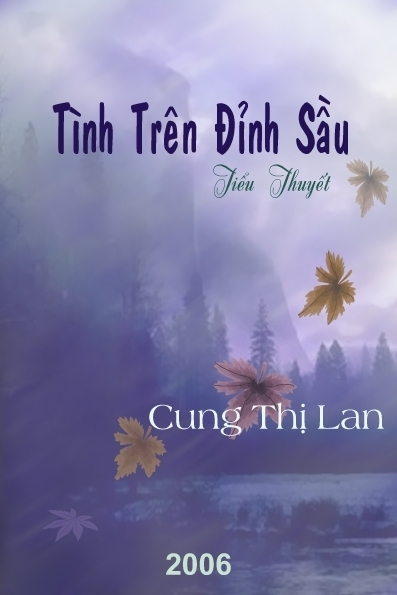 Tình Trên Đỉnh Sầu
Tiểu Thuyết
Cung Thị Lan
2006